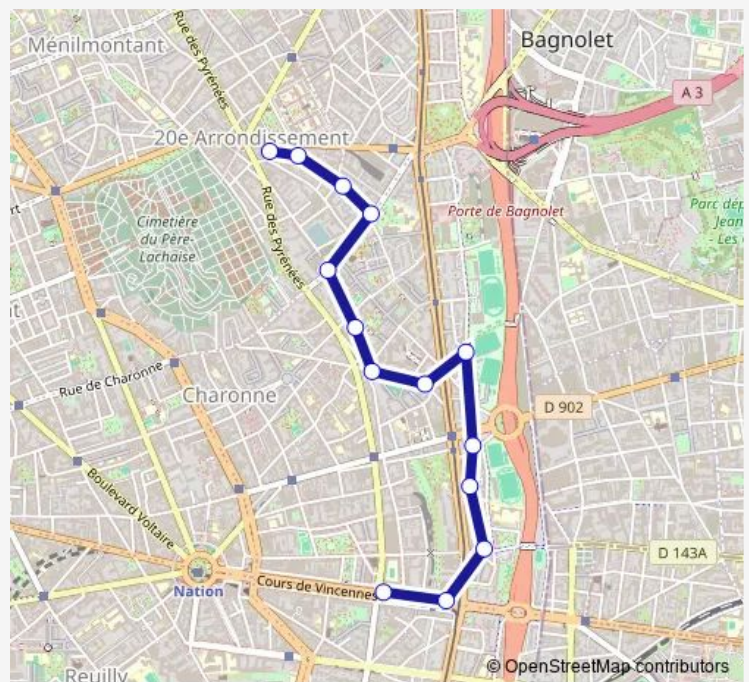 Ménilmontant
Rue des Pyrénées
Bagnolet
A 3
20e Arrondissement
Rue des Pyrénées
Cimetière
du Père-
Lachaise
Porte de Bagnolet
Parc dép
Jean
- Les
Rue de Charonne
Charonne
D 902
Boulevard Voltaire
D 143A
Nation
Cours de Vincennes
Reuilly
© OpenStreetMap contributors